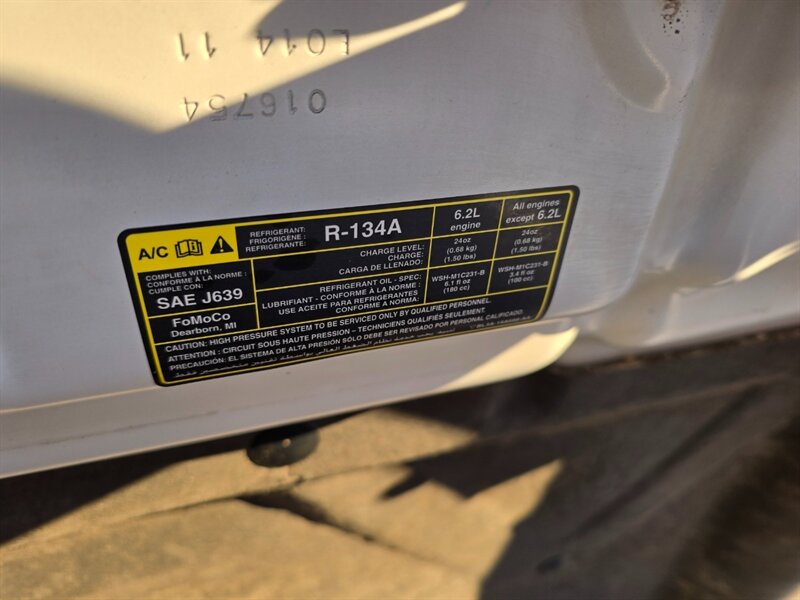 L014 11
016754
A/C
REFRIGERANT:
FRIGORIGÈNE :
REFRIGERANTE:
R-134A
6.2L
engine
All engines
except 6.2L
COMPLIES WITH:
CONFORME À LA NORME :
CUMPLE CON:
SAE J639
CHARGE LEVEL:
CHARGE:
CARGA DE LLENADO:
24oz
(0.68 kg)
(1.50 lbs)
24oz
(0.68 kg)
(1.50 lbs)
FoMoCo
Dearborn, MI
REFRIGERANT OIL - SPEC:
LUBRIFIANT - CONFORME À LA NORME :
USE ACEITE PARA REFRIGERANTES
CONFORME A NORMA:
WSH-M1C231-B
6.1 fl oz
(180 cc)
WSH-M1C231-B
3.4 fl oz
(100 cc)
CAUTION: HIGH PRESSURE SYSTEM TO BE SERVICED ONLY BY QUALIFIED PERSONNEL.
ATTENTION : CIRCUIT SOUS HAUTE PRESSION – TECHNICIENS QUALIFIÉS SEULEMENT.
PRECAUCIÓN: EL SISTEMA DE ALTA PRESIÓN SÓLO DEBE SER REVISADO POR PERSONAL CALIFICADO.